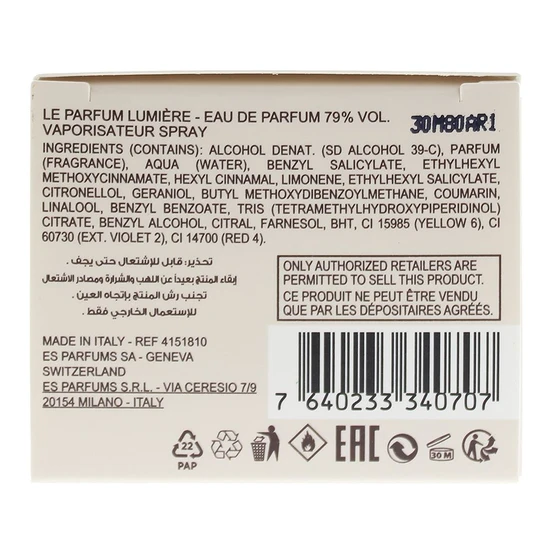 LE PARFUM LUMIÈRE - EAU DE PARFUM 79% VOL.
VAPORISATEUR SPRAY
30M80AR1
INGREDIENTS (CONTAINS): ALCOHOL DENAT. (SD ALCOHOL 39-C), PARFUM
(FRAGRANCE), AQUA (WATER), BENZYL SALICYLATE, ETHYLHEXYL
METHOXYCINNAMATE, HEXYL CINNAMAL, LIMONENE, ETHYLHEXYL SALICYLATE,
CITRONELLOL, GERANIOL, BUTYL METHOXYDIBENZOYLMETHANE, COUMARIN,
LINALOOL, BENZYL BENZOATE, TRIS (TETRAMETHYLHYDROXYPIPERIDINOL)
CITRATE, BENZYL ALCOHOL, CITRAL, FARNESOL, BHT, CI 15985 (YELLOW 6), CI
60730 (EXT. VIOLET 2), CI 14700 (RED 4).
تحذير: قابل للإشتعال حتى يجف.
إبقاء المنتج بعيداً عن اللهب والشرارة ومصادر الاشتعال
تجنب رش المنتج بإتجاه العين.
للإستعمال الخارجي فقط.
ONLY AUTHORIZED RETAILERS ARE
PERMITTED TO SELL THIS PRODUCT.
CE PRODUIT NE PEUT ÊTRE VENDU
QUE PAR LES DÉPOSITAIRES AGRÉÉS.
MADE IN ITALY - REF 4151810
ES PARFUMS SA - GENEVA
SWITZERLAND
ES PARFUMS S.R.L. - VIA CERESIO 7/9
20154 MILANO - ITALY
7 640233 340707
22
PAP
EAC
30 M